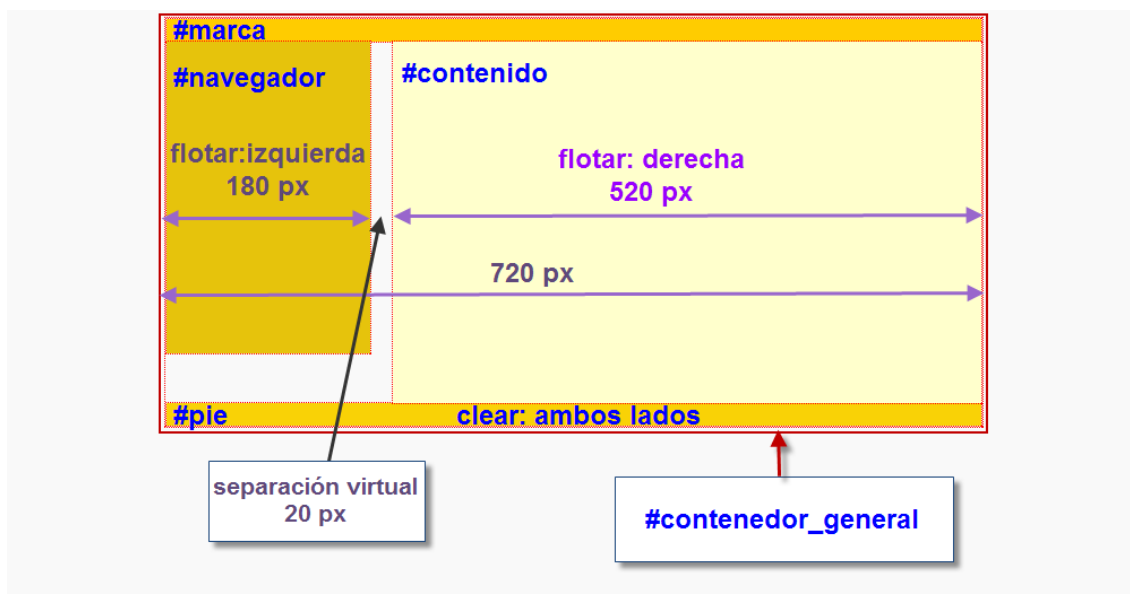 #marca
#navegador
#contenido
flotar:izquierda
180 px
flotar: derecha
520 px
720 px
#pie
clear: ambos lados
separación virtual
20 px
#contenedor_general